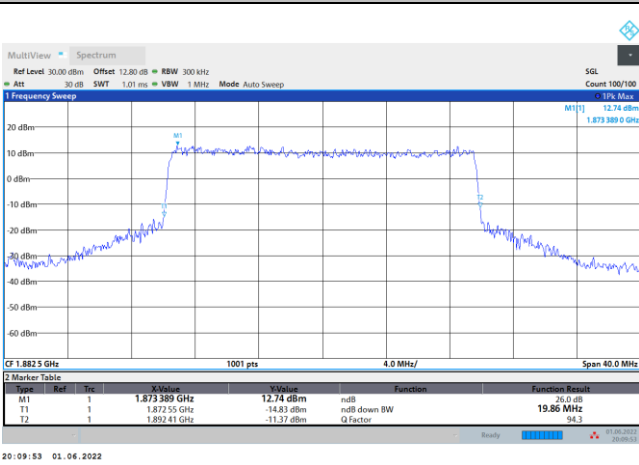 MultiView Spectrum
Ref Level 30.00 dBm Offset 12.80 dB RBW 300 kHz SGL
Att 30 dB SWT 1.01 ms VBW 1 MHz Mode Auto Sweep Count 100/100
1 Frequency Sweep 1Pk Max
M1[1] 12.74 dBm
1.873 389 0 GHz
20 dBm
M1
10 dBm
0 dBm
T1
T2
-10 dBm
-20 dBm
-30 dBm
-40 dBm
-50 dBm
-60 dBm
CF 1.882 5 GHz 1001 pts 4.0 MHz/ Span 40.0 MHz
2 Marker Table
Type Ref Trc X-Value Y-Value Function Function Result
M1 1 1.873 389 GHz 12.74 dBm ndB 26.0 dB
T1 1 1.872 55 GHz -14.83 dBm ndB down BW 19.86 MHz
T2 1 1.892 41 GHz -11.37 dBm Q Factor 94.3
Ready 01.06.2022
20:09:53
20:09:53 01.06.2022